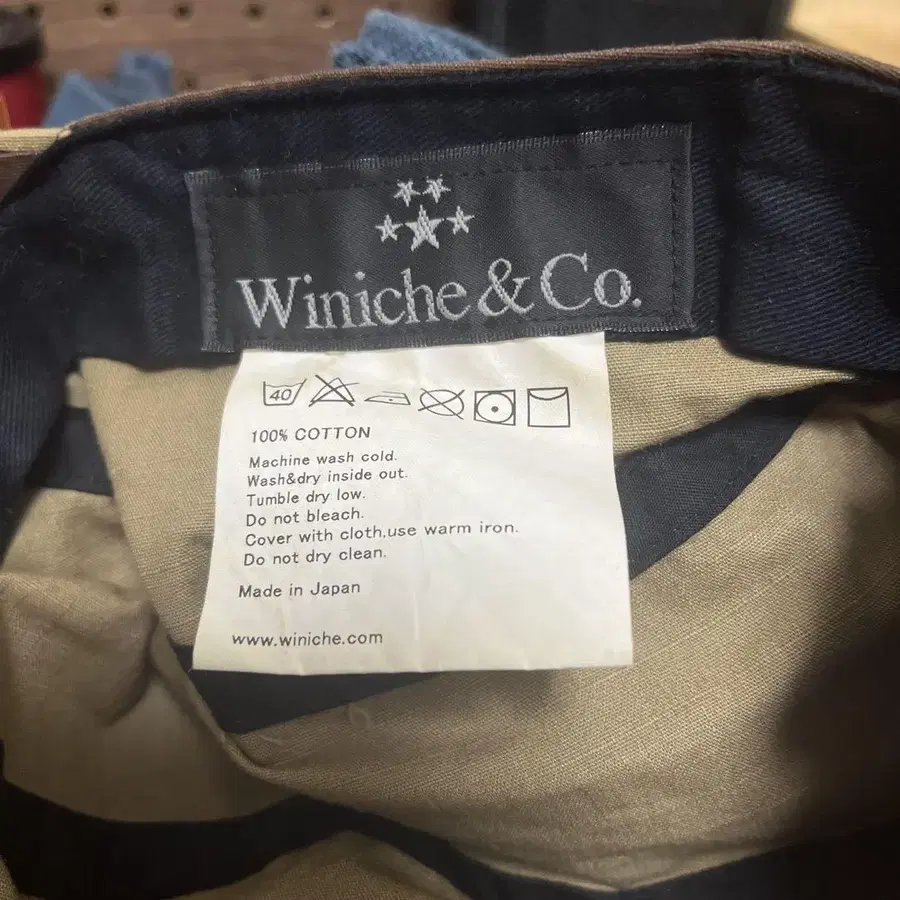 Winiche & Co.
40
100% COTTON
Machine wash cold.
Wash&dry inside out.
Tumble dry low.
Do not bleach.
Cover with cloth,use warm iron.
Do not dry clean.
Made in Japan
www.winiche.com